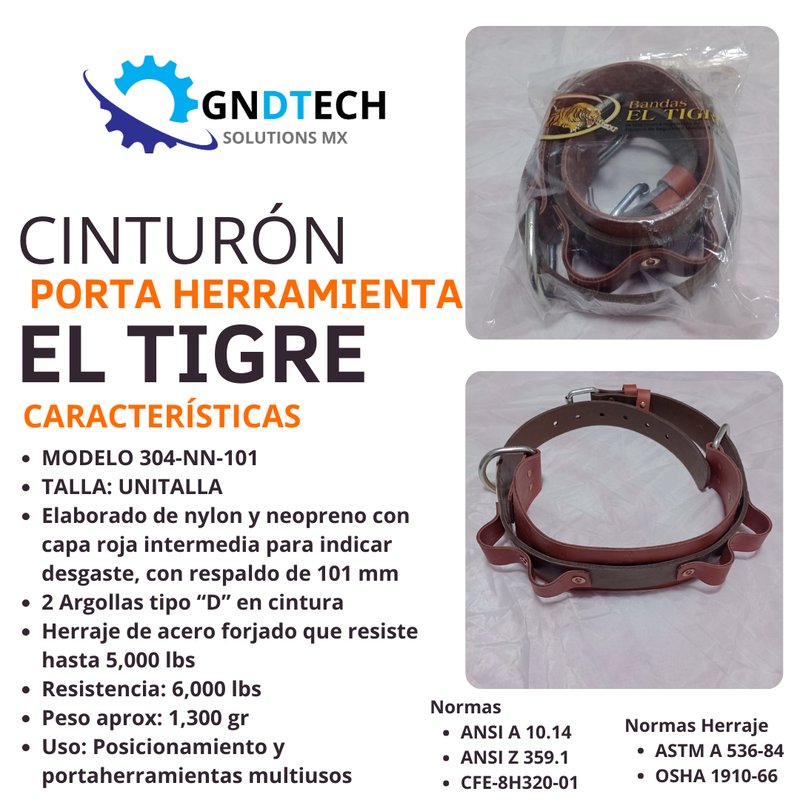 GNDTECH
SOLUTIONS MX
Bandas
EL TIGRE
CINTURÓN
PORTA HERRAMIENTA
EL TIGRE
CARACTERÍSTICAS
• MODELO 304-NN-101
• TALLA: UNITALLA
• Elaborado de nylon y neopreno con
capa roja intermedia para indicar
desgaste, con respaldo de 101 mm
• 2 Argollas tipo “D” en cintura
• Herraje de acero forjado que resiste
hasta 5,000 lbs
• Resistencia: 6,000 lbs
• Peso aprox: 1,300 gr
• Uso: Posicionamiento y
portaherramientas multiusos
Normas
• ANSI A 10.14
• ANSI Z 359.1
• CFE-8H320-01
Normas Herraje
• ASTM A 536-84
• OSHA 1910-66